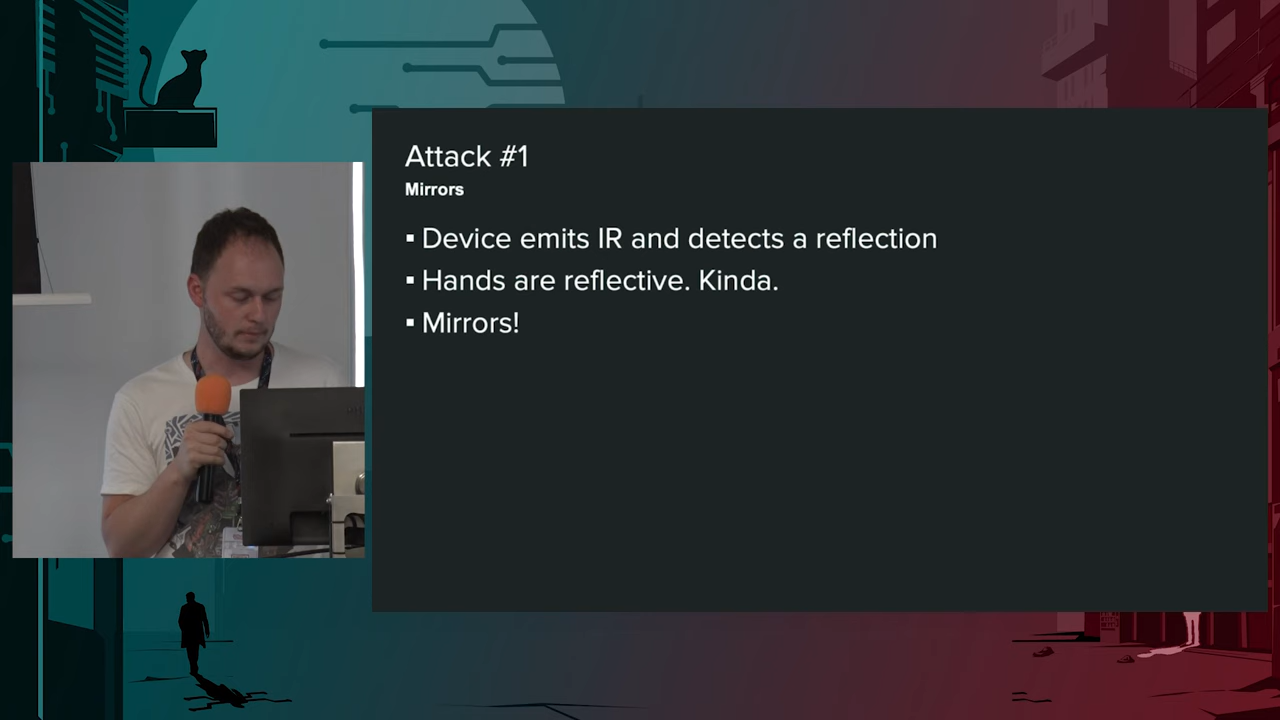 Attack #1
Mirrors
▪ Device emits IR and detects a reflection
▪ Hands are reflective. Kinda.
▪ Mirrors!